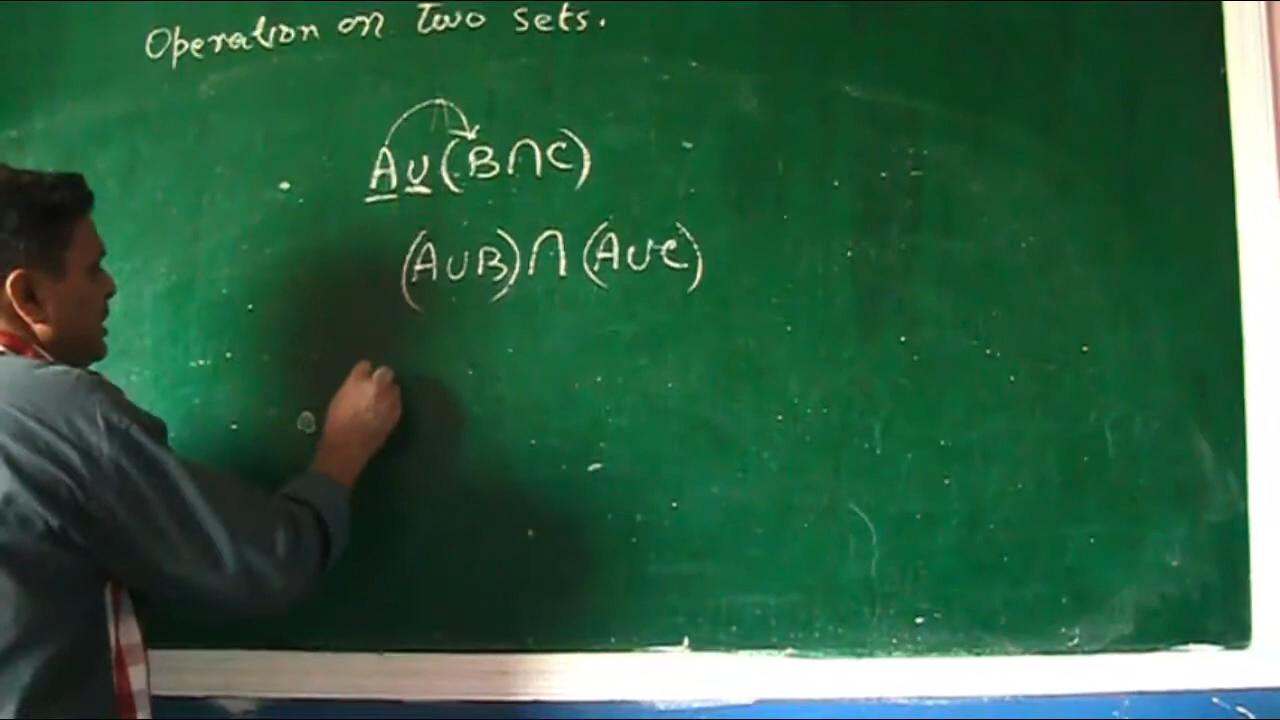 Operation on Two sets.
A∪(B∩C)
(A∪B)∩(A∪C)